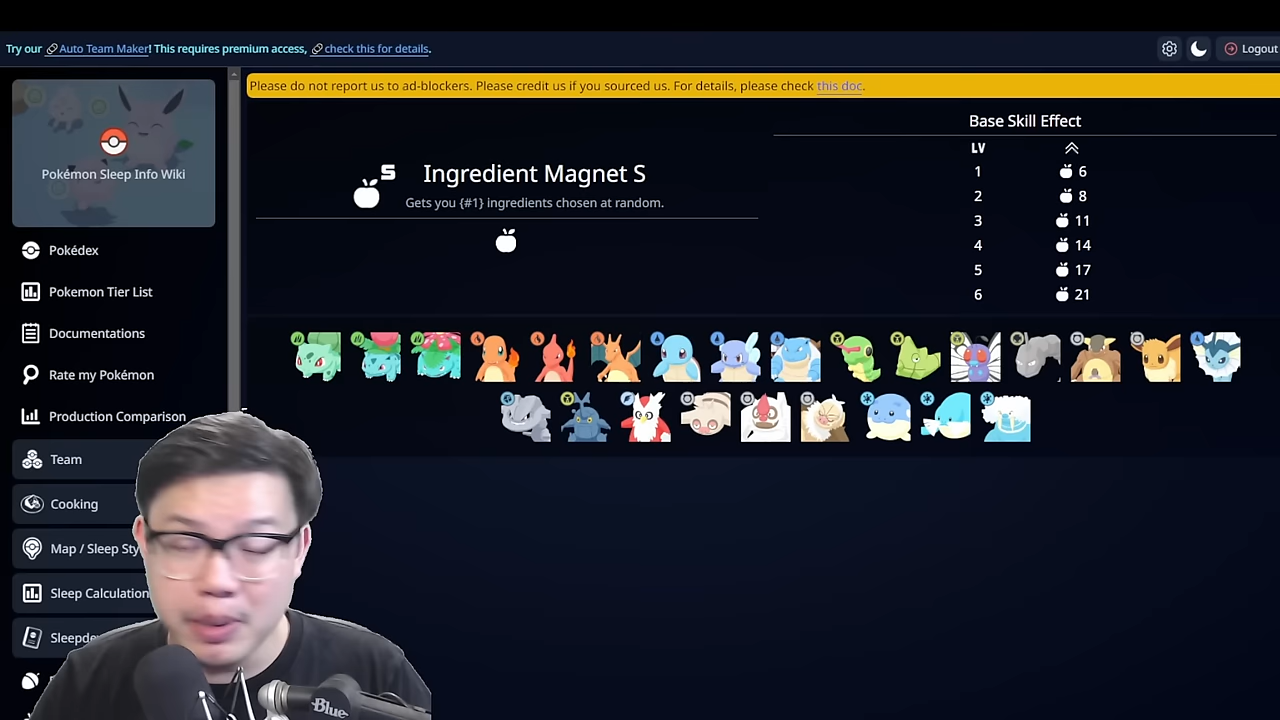 Try our Auto Team Maker! This requires premium access, check this for details.
Logout
Please do not report us to ad-blockers. Please credit us if you sourced us. For details, please check this doc.
Pokémon Sleep Info Wiki
Pokédex
Pokemon Tier List
Documentations
Rate my Pokémon
Production Comparison
Team
Cooking
Map / Sleep Sty
Sleep Calculation
Sleepde
S
Ingredient Magnet S
Gets you {#1} ingredients chosen at random.
Base Skill Effect
LV
1 6
2 8
3 11
4 14
5 17
6 21
Blue